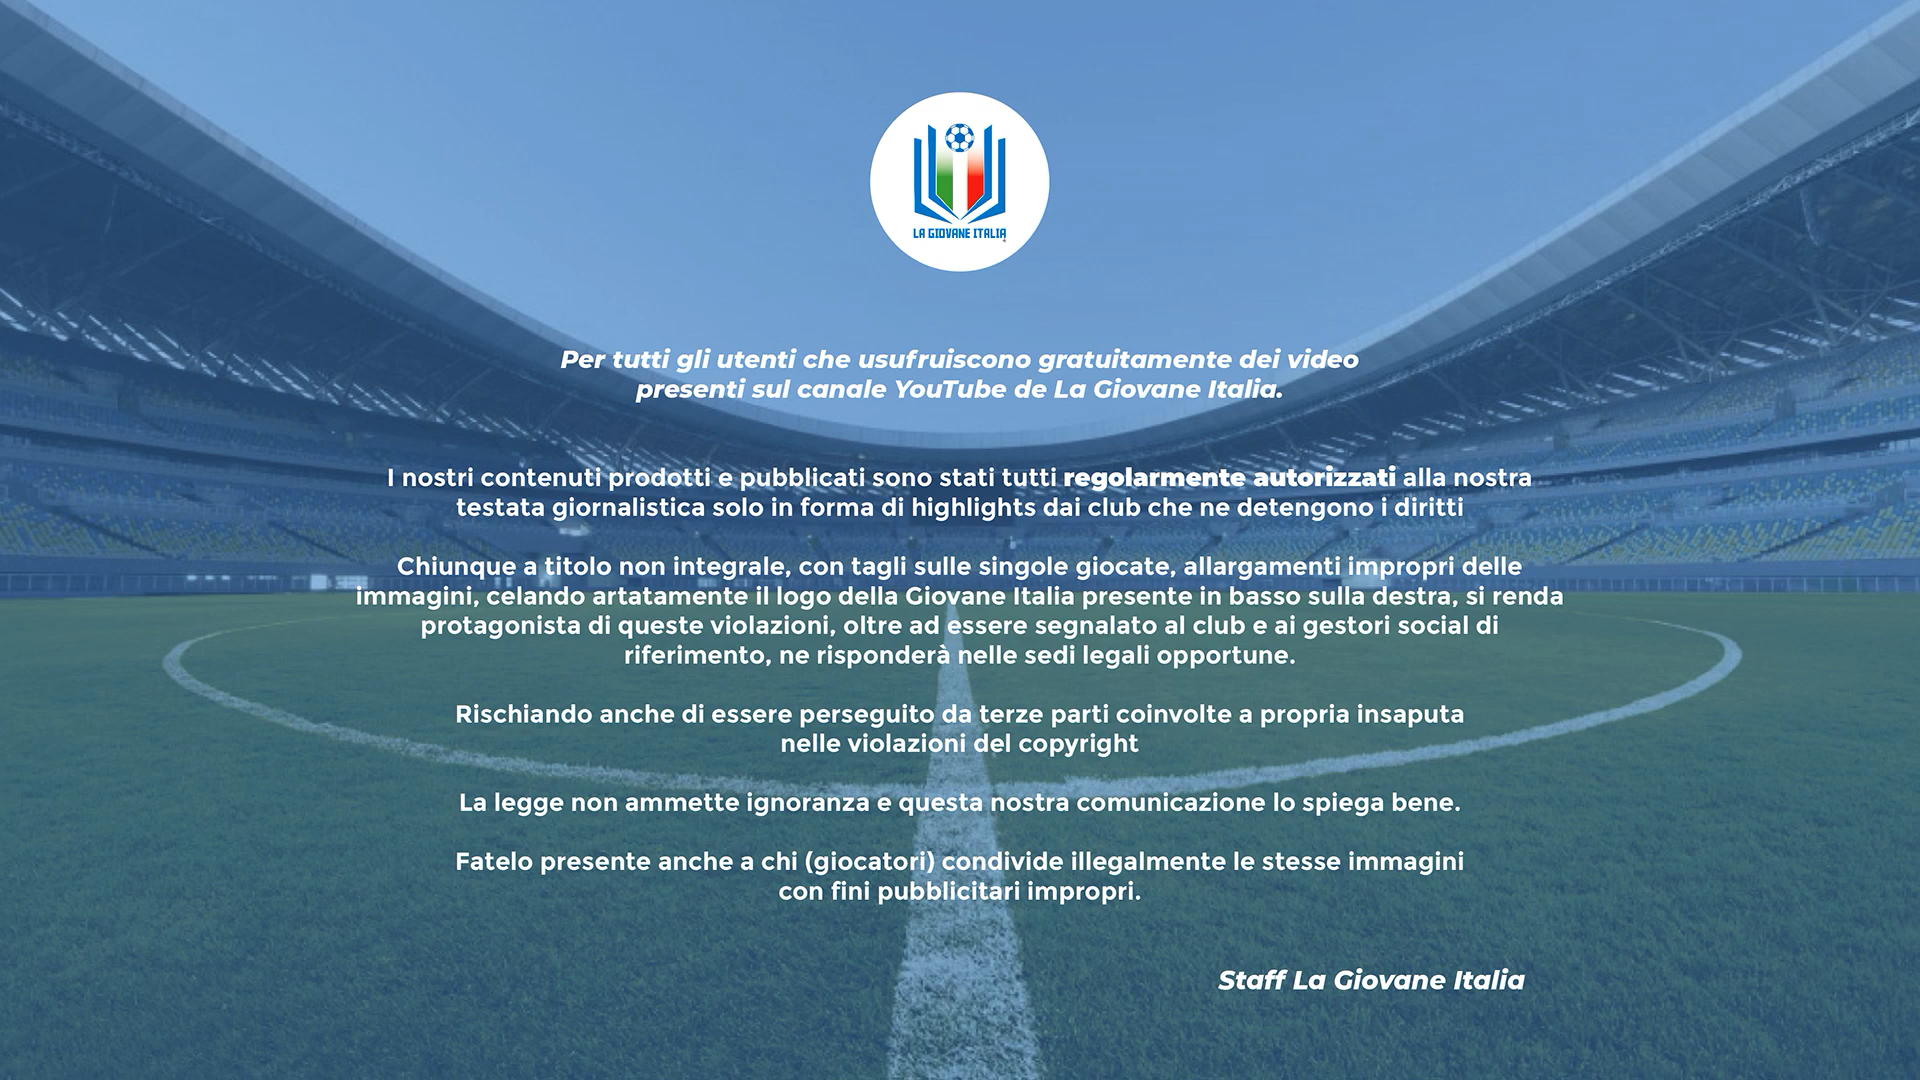 LA GIOVANE ITALIA
Per tutti gli utenti che usufruiscono gratuitamente dei video
presenti sul canale YouTube de La Giovane Italia.
I nostri contenuti prodotti e pubblicati sono stati tutti regolarmente autorizzati alla nostra
testata giornalistica solo in forma di highlights dai club che ne detengono i diritti
Chiunque a titolo non integrale, con tagli sulle singole giocate, allargamenti impropri delle
immagini, celando artatamente il logo della Giovane Italia presente in basso sulla destra, si renda
protagonista di queste violazioni, oltre ad essere segnalato al club e ai gestori social di
riferimento, ne risponderà nelle sedi legali opportune.
Rischiando anche di essere perseguito da terze parti coinvolte a propria insaputa
nelle violazioni del copyright
La legge non ammette ignoranza e questa nostra comunicazione lo spiega bene.
Fatelo presente anche a chi (giocatori) condivide illegalmente le stesse immagini
con fini pubblicitari impropri.
Staff La Giovane Italia